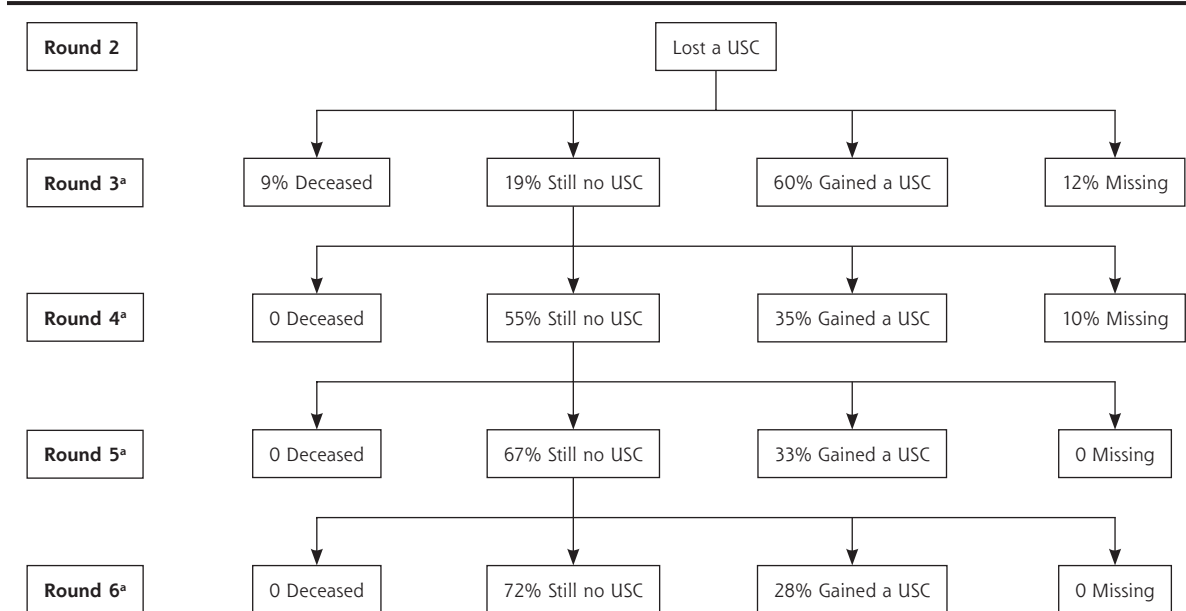 Round 2 Lost a USC
Round 3ᵃ 9% Deceased 19% Still no USC 60% Gained a USC 12% Missing
Round 4ᵃ 0 Deceased 55% Still no USC 35% Gained a USC 10% Missing
Round 5ᵃ 0 Deceased 67% Still no USC 33% Gained a USC 0 Missing
Round 6ᵃ 0 Deceased 72% Still no USC 28% Gained a USC 0 Missing